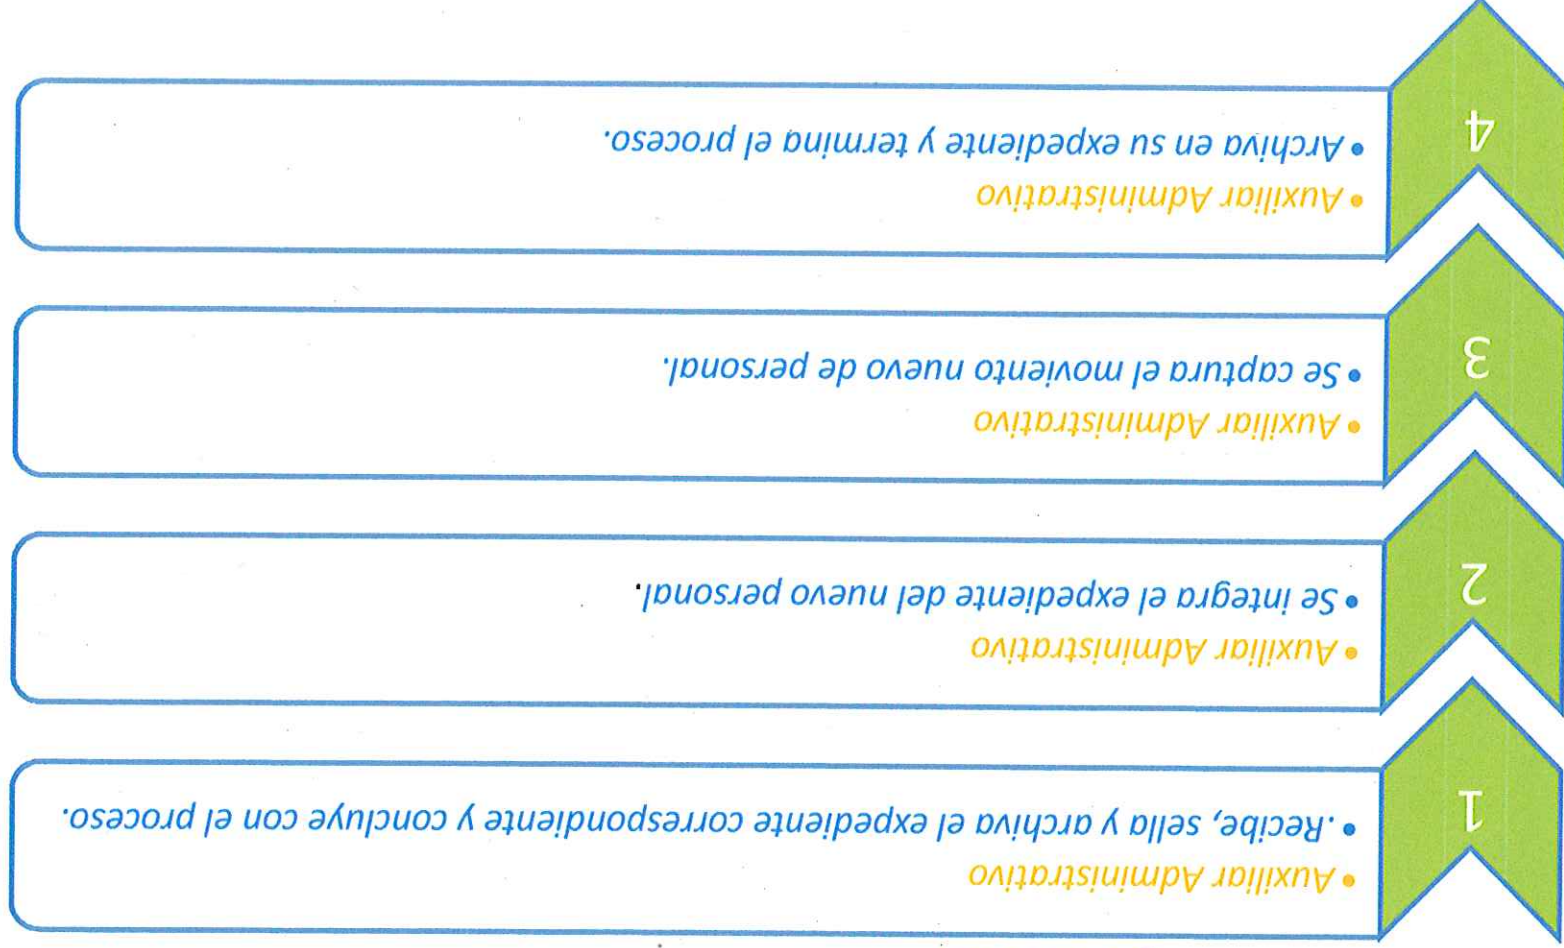 1
• Auxiliar Administrativo
• .Recibe, sella y archiva el expediente correspondiente y concluye con el proceso.
2
• Auxiliar Administrativo
• Se integra el expediente del nuevo personal.
3
• Auxiliar Administrativo
• Se captura el moviento nuevo de personal.
4
• Auxiliar Administrativo
• Archiva en su expediente y termina el proceso.